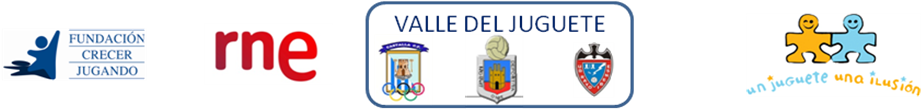 FUNDACIÓN
CRECER
JUGANDO
rne
VALLE DEL JUGUETE
un juguete una ilusión